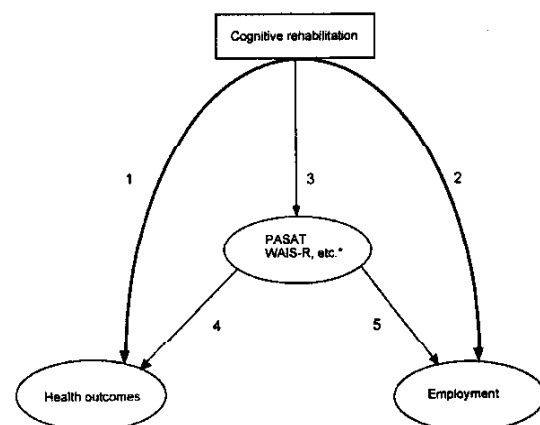 Cognitive rehabilitation
1
3
2
PASAT
WAIS-R, etc.*
4
5
Health outcomes
Employment